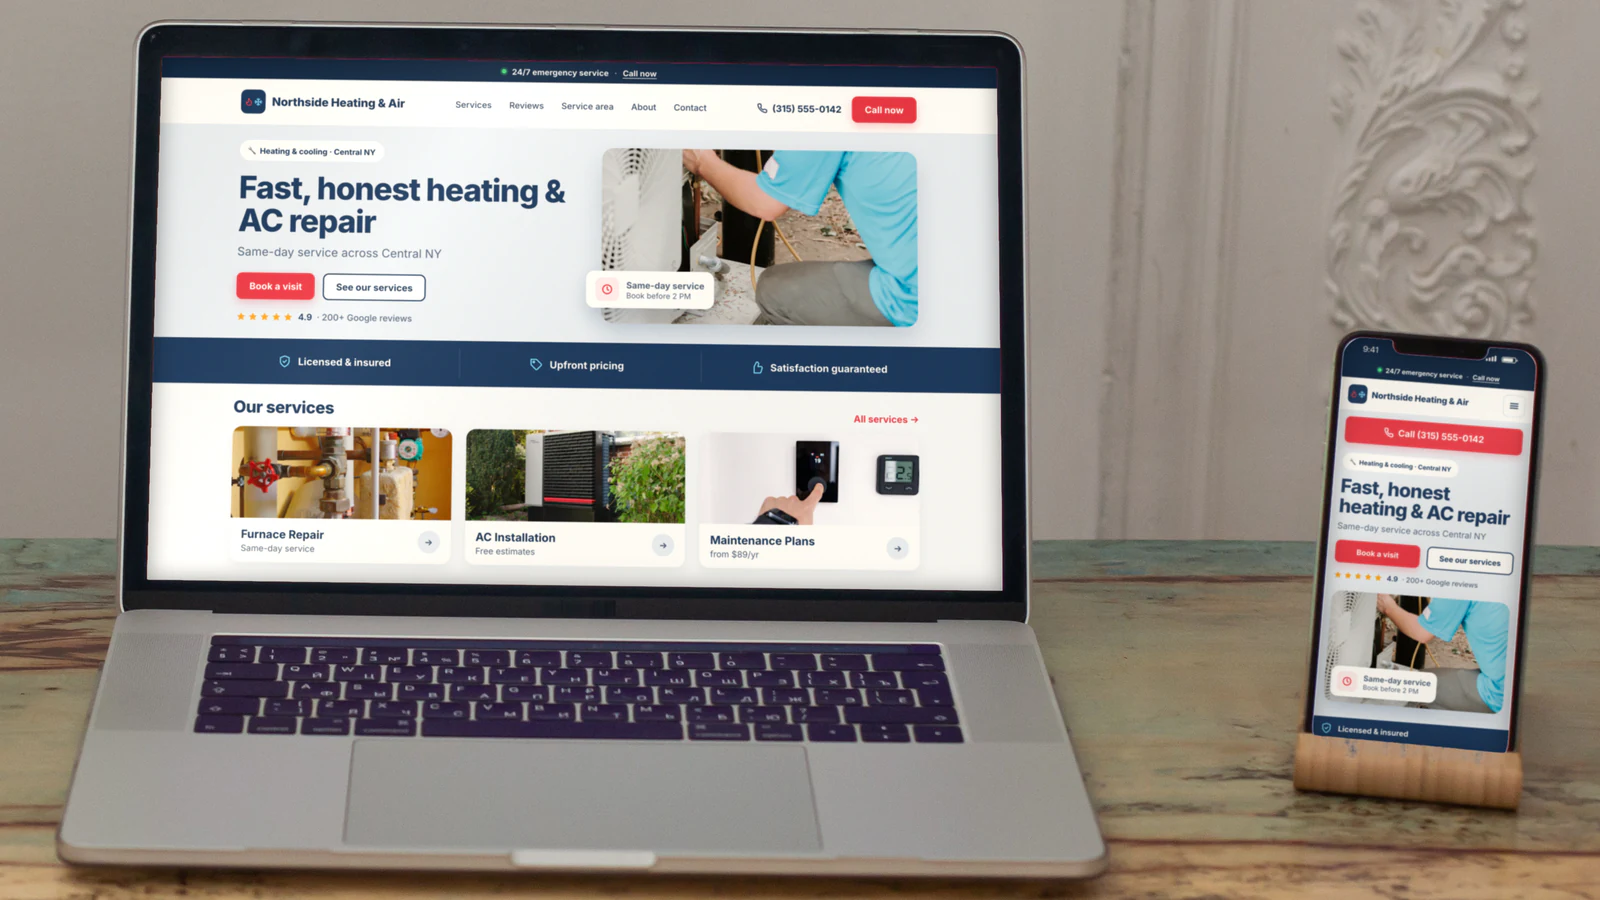 24/7 emergency service · Call now
Northside Heating & Air
Services Reviews Service area About Contact
(315) 555-0142
Call now
Heating & cooling · Central NY
Fast, honest heating &
AC repair
Same-day service across Central NY
Book a visit
See our services
4.9 · 200+ Google reviews
Same-day service
Book before 2 PM
Licensed & insured
Upfront pricing
Satisfaction guaranteed
Our services
All services →
Furnace Repair
Same-day service
AC Installation
Free estimates
Maintenance Plans
from $89/yr
9:41
24/7 emergency service · Call now
Northside Heating & Air
Call (315) 555-0142
Heating & cooling · Central NY
Fast, honest
heating & AC repair
Same-day service across Central NY
Book a visit
See our services
4.9 · 200+ Google reviews
Same-day service
Book before 2 PM
Licensed & insured